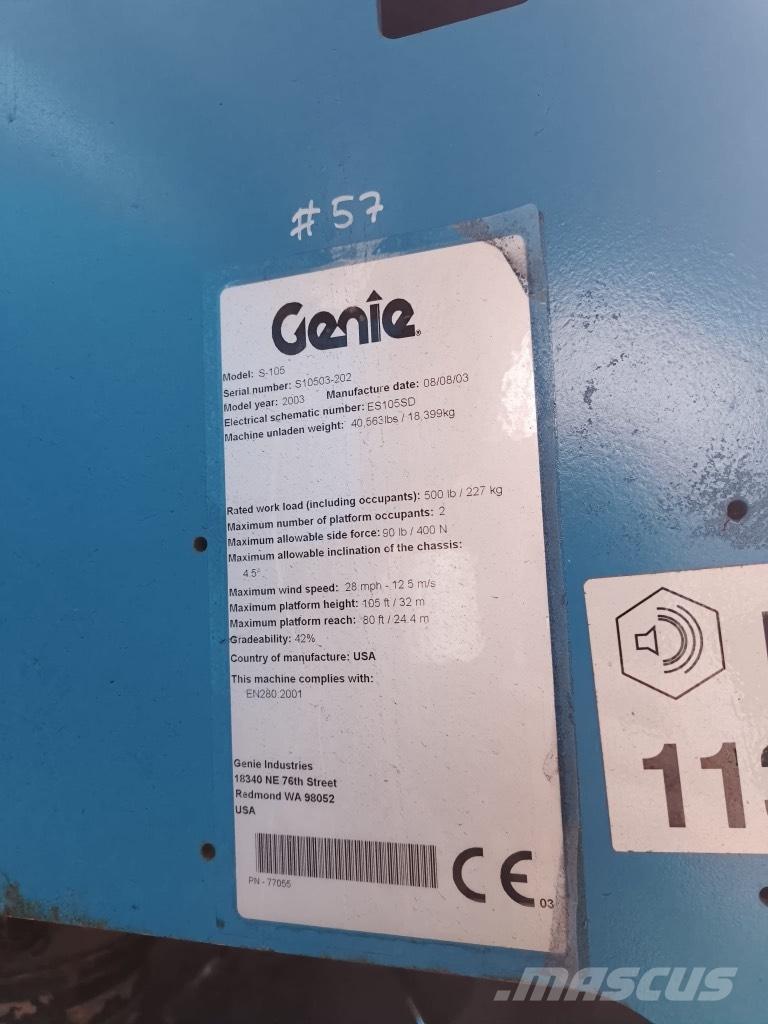 #57
Genie
Model: S-105
Serial number: S10503-202
Model year: 2003 Manufacture date: 08/08/03
Electrical schematic number: ES105SD
Machine unladen weight: 40,563lbs / 18,399kg
Rated work load (including occupants): 500 lb / 227 kg
Maximum number of platform occupants: 2
Maximum allowable side force: 90 lb / 400 N
Maximum allowable inclination of the chassis:
4.5°
Maximum wind speed: 28 mph - 12.5 m/s
Maximum platform height: 105 ft / 32 m
Maximum platform reach: 80 ft / 24.4 m
Gradeability: 42%
Country of manufacture: USA
This machine complies with:
EN280:2001
Genie Industries
18340 NE 76th Street
Redmond WA 98052
USA
PN - 77055
CE 03
11
MASCUS